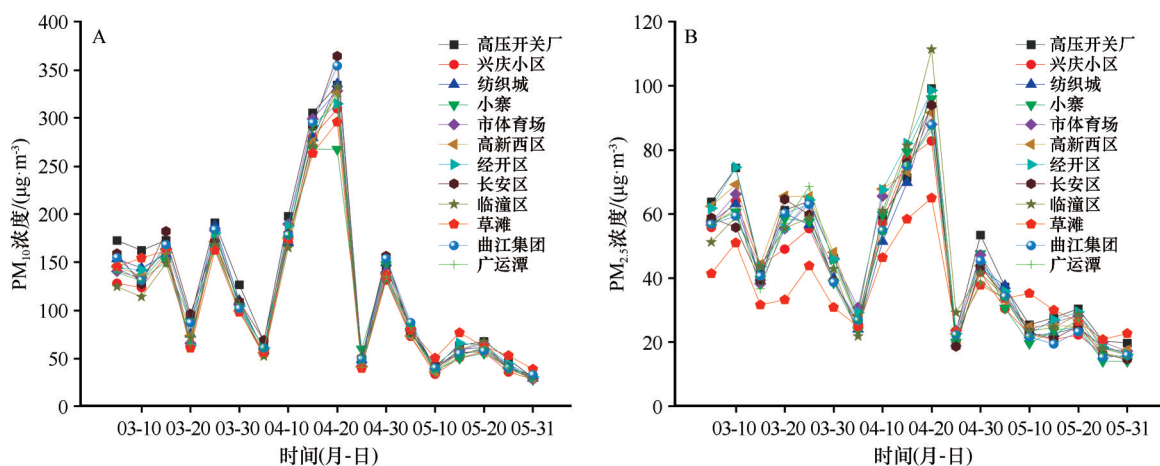 A
PM10浓度/(μg·m⁻³)
400
350
300
250
200
150
100
50
0
高压开关厂
兴庆小区
纺织城
小寨
市体育场
高新西区
经开区
长安区
临潼区
草滩
曲江集团
广运潭
03-10 03-20 03-30 04-10 04-20 04-30 05-10 05-20 05-31
时间(月-日)
B
PM2.5浓度/(μg·m⁻³)
120
100
80
60
40
20
0
高压开关厂
兴庆小区
纺织城
小寨
市体育场
高新西区
经开区
长安区
临潼区
草滩
曲江集团
广运潭
03-10 03-20 03-30 04-10 04-20 04-30 05-10 05-20 05-31
时间(月-日)